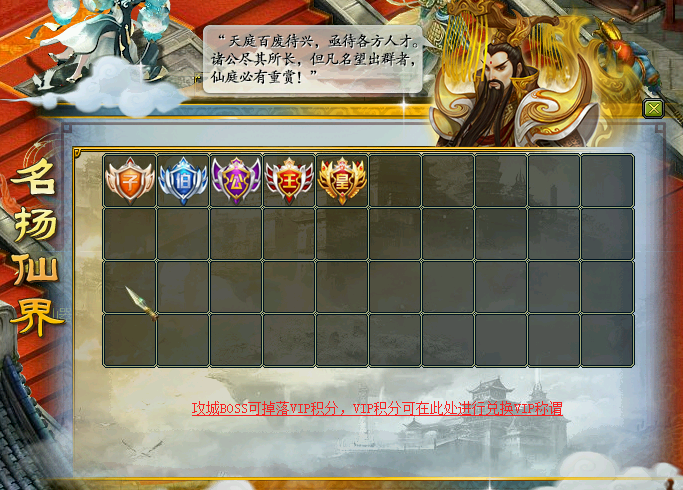 “天庭百废待兴，亟待各方人才。
诸公尽其所长，但凡名望出群者，
仙庭必有重赏！”
名扬仙界
子 伯 公 王 皇
攻城BOSS可掉落VIP积分，VIP积分可在此处进行兑换VIP称谓